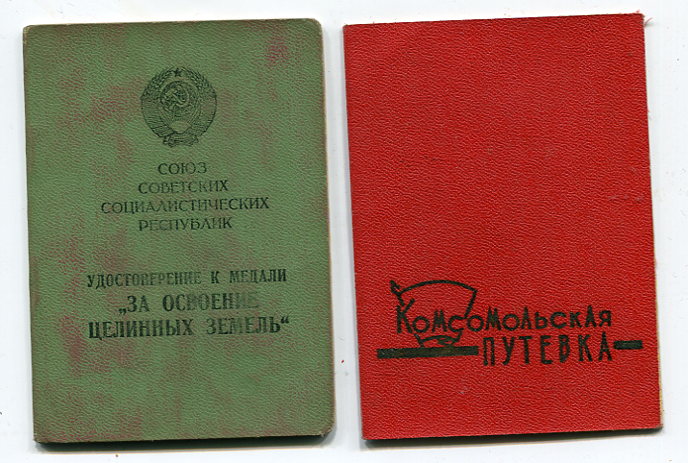 СОЮЗ
СОВЕТСКИХ
СОЦИАЛИСТИЧЕСКИХ
РЕСПУБЛИК
УДОСТОВЕРЕНИЕ К МЕДАЛИ
„ЗА ОСВОЕНИЕ
ЦЕЛИННЫХ ЗЕМЕЛЬ“
Комсомольская
ПУТЕВКА